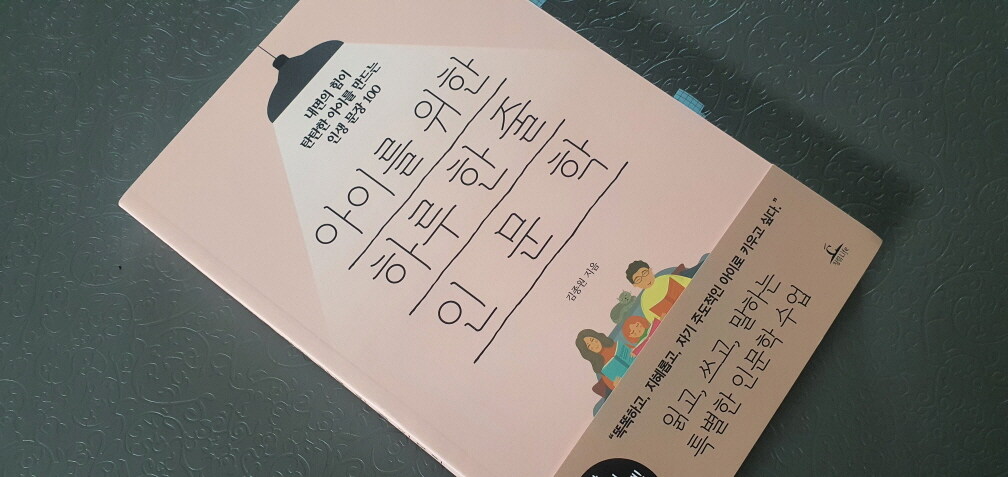 내면의 힘이
탄탄한 아이를 만드는
인생 문장 100
아이를 위한
하루 한 줄
인 문 학
김종원 지음
“똑똑하고, 지혜롭고, 자기 주도적인 아이로 키우고 싶다.”
읽고, 쓰고, 말하는
특별한 인문학 수업